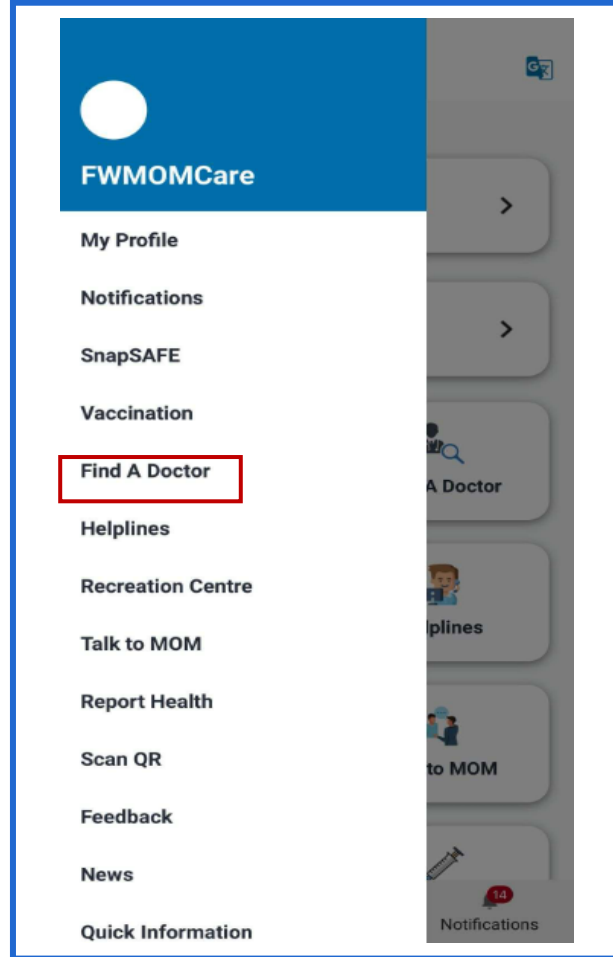 FWMOMCare
My Profile
Notifications
SnapSAFE
Vaccination
Find A Doctor
Helplines
Recreation Centre
Talk to MOM
Report Health
Scan QR
Feedback
News
Quick Information
A Doctor
lplines
to MOM
14
Notifications